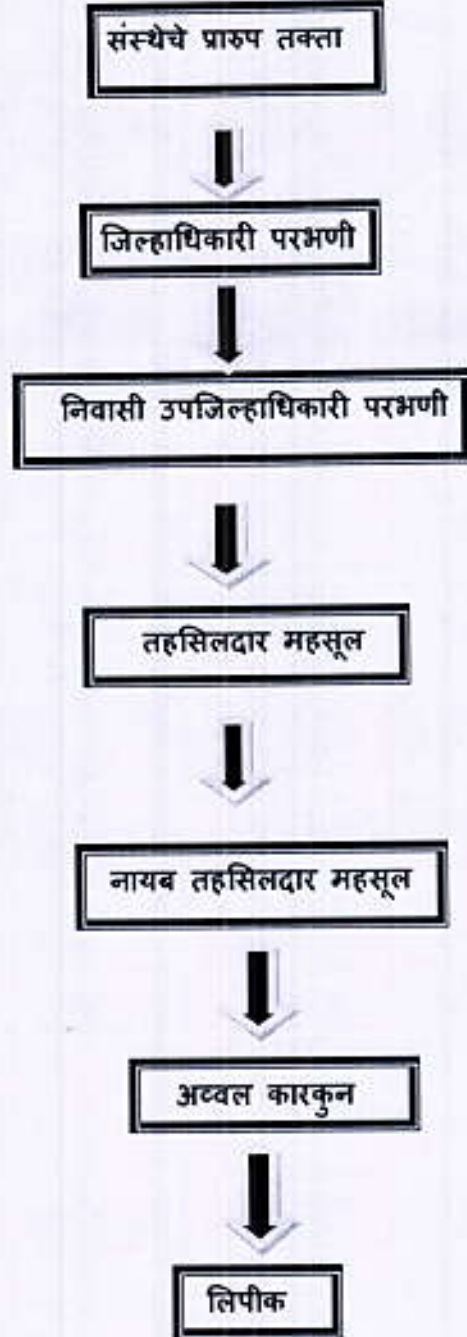 संस्थेचे प्रारुप तक्ता
जिल्हाधिकारी परभणी
निवासी उपजिल्हाधिकारी परभणी
तहसिलदार महसूल
नायब तहसिलदार महसूल
अव्वल कारकुन
लिपीक